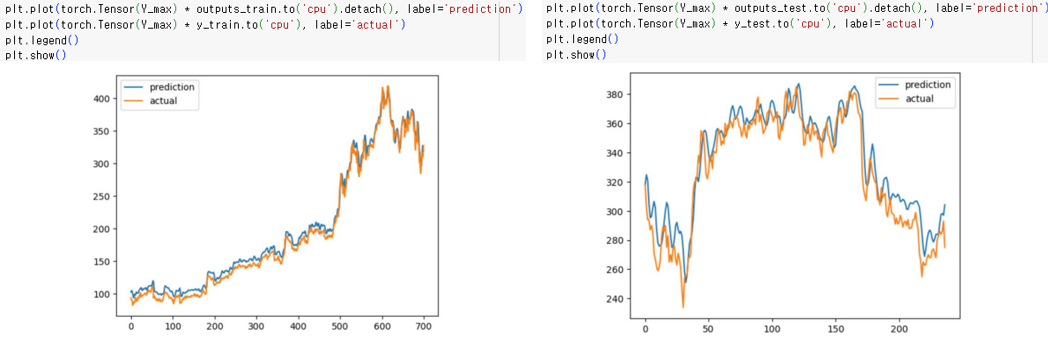 plt.plot(torch.Tensor(Y_max) * outputs_train.to('cpu').detach(), label='prediction')
plt.plot(torch.Tensor(Y_max) * y_train.to('cpu'), label='actual')
plt.legend()
plt.show()
prediction
actual
400
350
300
250
200
150
100
0 100 200 300 400 500 600 700
plt.plot(torch.Tensor(Y_max) * outputs_test.to('cpu').detach(), label='prediction')
plt.plot(torch.Tensor(Y_max) * y_test.to('cpu'), label='actual')
plt.legend()
plt.show()
prediction
actual
380
360
340
320
300
280
260
240
0 50 100 150 200